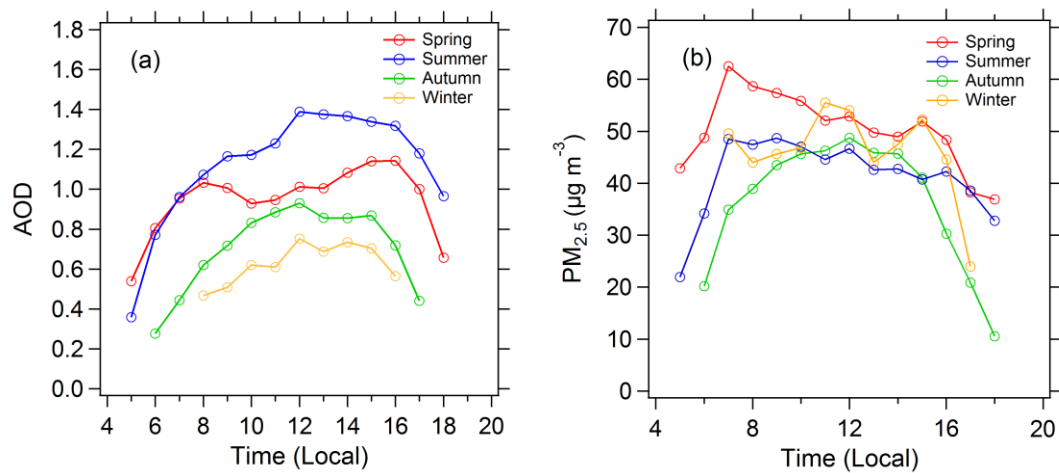 (a)
Spring
Summer
Autumn
Winter
AOD
1.8
1.6
1.4
1.2
1.0
0.8
0.6
0.4
0.2
0.0
4 6 8 10 12 14 16 18 20
Time (Local)
(b)
Spring
Summer
Autumn
Winter
PM2.5 (µg m−3)
70
60
50
40
30
20
10
0
4 8 12 16 20
Time (Local)